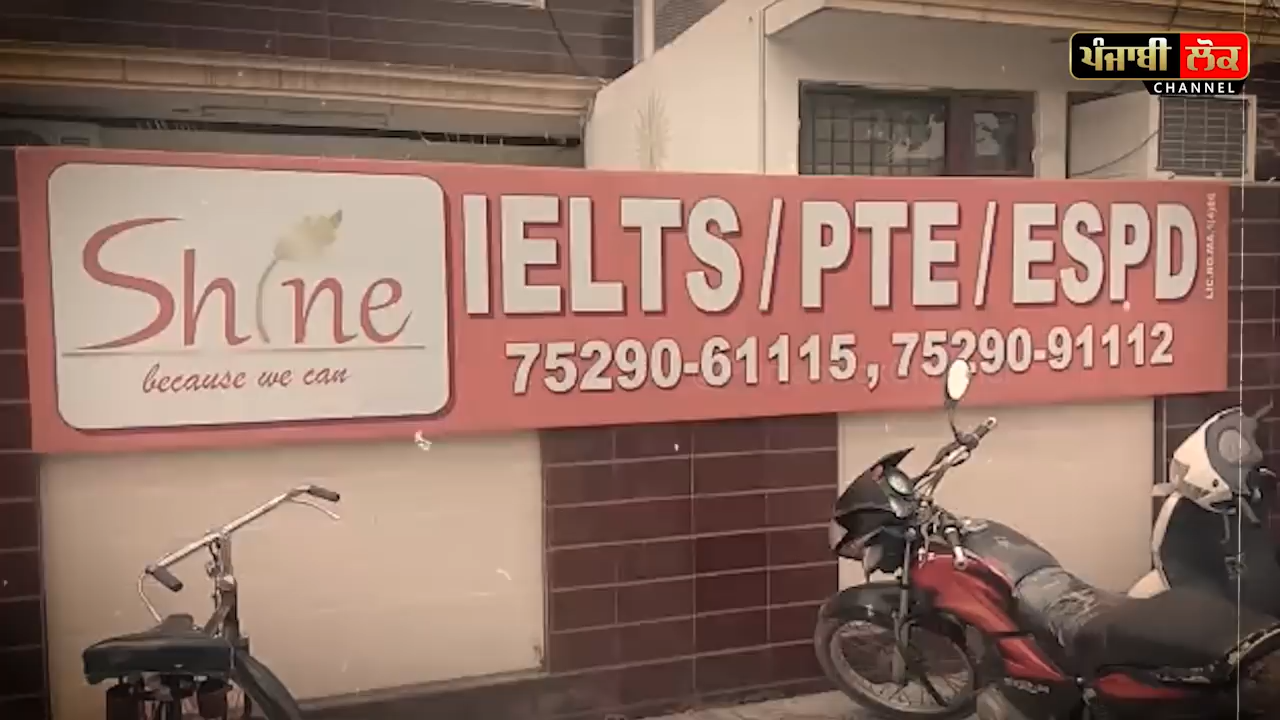 ਪੰਜਾਬੀ ਲੋਕ
CHANNEL
Shine
because we can
IELTS / PTE / ESPD
75290-61115, 75290-91112